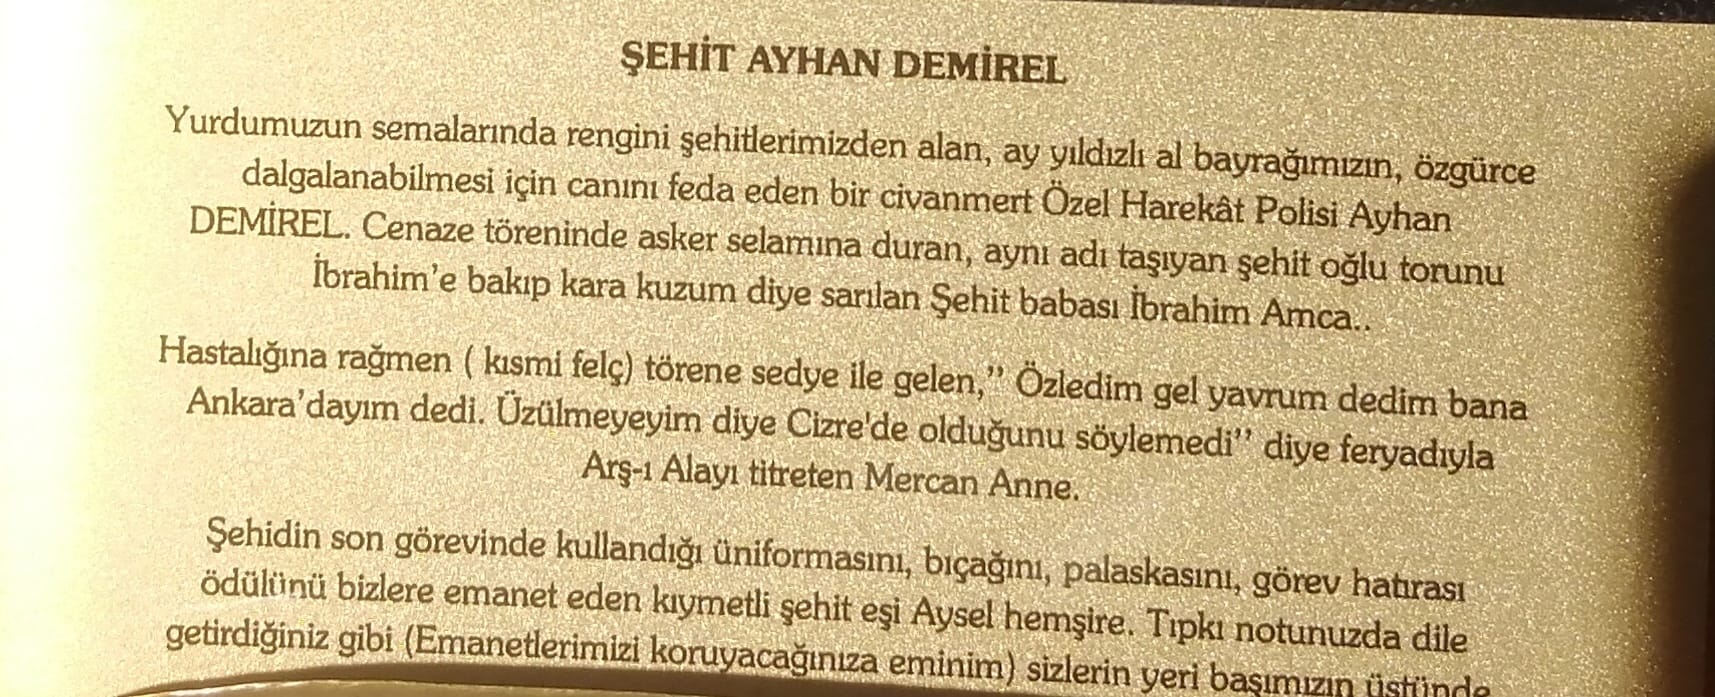 ŞEHİT AYHAN DEMİREL
Yurdumuzun semalarında rengini şehitlerimizden alan, ay yıldızlı al bayrağımızın, özgürce
dalgalanabilmesi için canını feda eden bir civanmert Özel Harekât Polisi Ayhan
DEMİREL. Cenaze töreninde asker selamına duran, aynı adı taşıyan şehit oğlu torunu
İbrahim'e bakıp kara kuzum diye sarılan Şehit babası İbrahim Amca..
Hastalığına rağmen ( kısmi felç) törene sedye ile gelen,'' Özledim gel yavrum dedim bana
Ankara'dayım dedi. Üzülmeyeyim diye Cizre'de olduğunu söylemedi'' diye feryadıyla
Arş-ı Alayı titreten Mercan Anne.
Şehidin son görevinde kullandığı üniformasını, bıçağını, palaskasını, görev hatırası
ödülünü bizlere emanet eden kıymetli şehit eşi Aysel hemşire. Tıpkı notunuzda dile
getirdiğiniz gibi (Emanetlerimizi koruyacağınıza eminim) sizlerin yeri başımızın üstünde